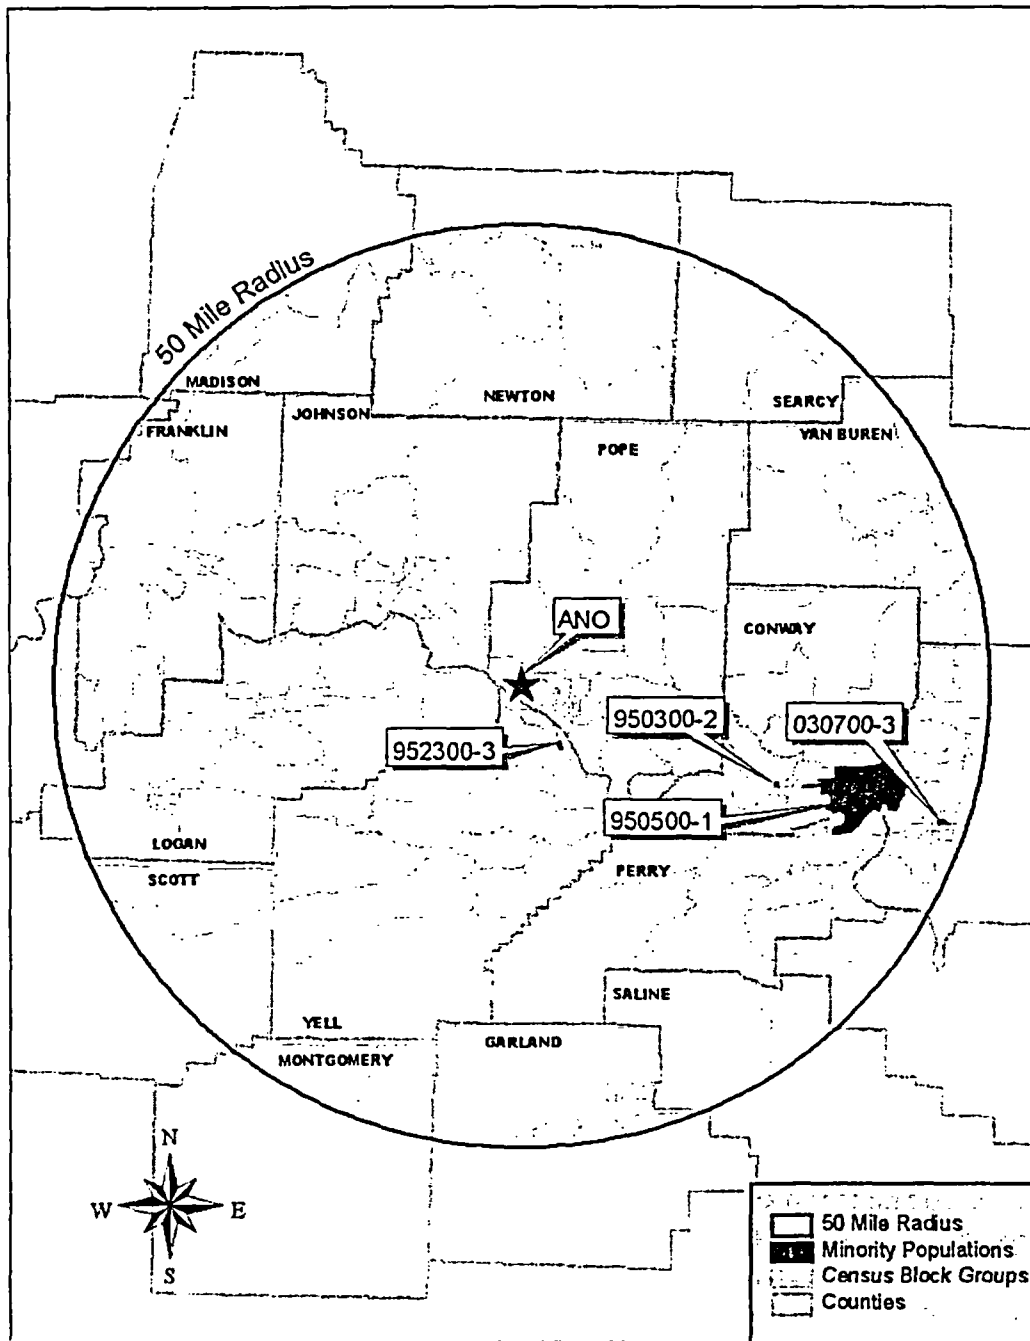 50 Mile Radius
MADISON
FRANKLIN
JOHNSON
NEWTON
SEARCY
VAN BUREN
POPE
ANO
CONWAY
950300-2
030700-3
952300-3
950500-1
LOGAN
SCOTT
PERRY
SALINE
YELL
GARLAND
MONTGOMERY
N
W E
S
50 Mile Radius
Minority Populations
Census Block Groups
Counties